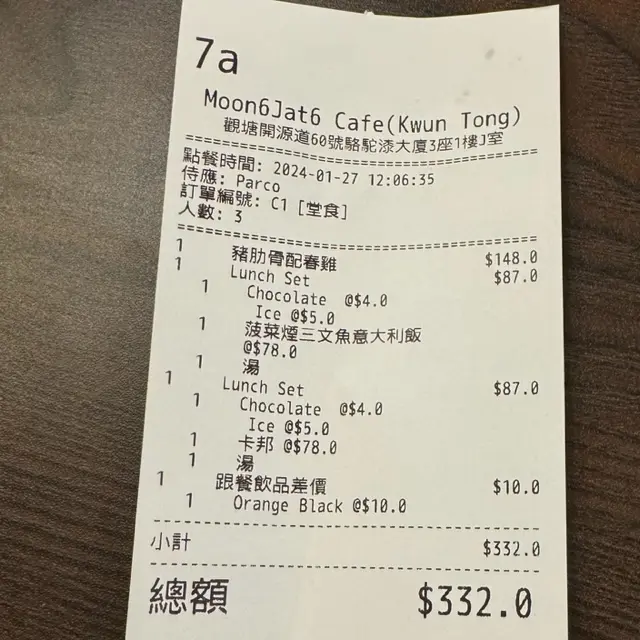 7a
Moon6Jat6 Cafe(Kwun Tong)
觀塘開源道60號駱駝漆大廈3座1樓J室
點餐時間: 2024-01-27 12:06:35
侍應: Parco
訂單編號: C1 [堂食]
人數: 3
1 豬肋骨配春雞 $148.0
1 Lunch Set $87.0
1 Chocolate @$4.0
Ice @$5.0
1 菠菜煙三文魚意大利飯
@$78.0
1 湯
1 Lunch Set $87.0
1 Chocolate @$4.0
Ice @$5.0
1 卡邦 @$78.0
1 湯
1 跟餐飲品差價 $10.0
1 Orange Black @$10.0
小計 $332.0
總額 $332.0